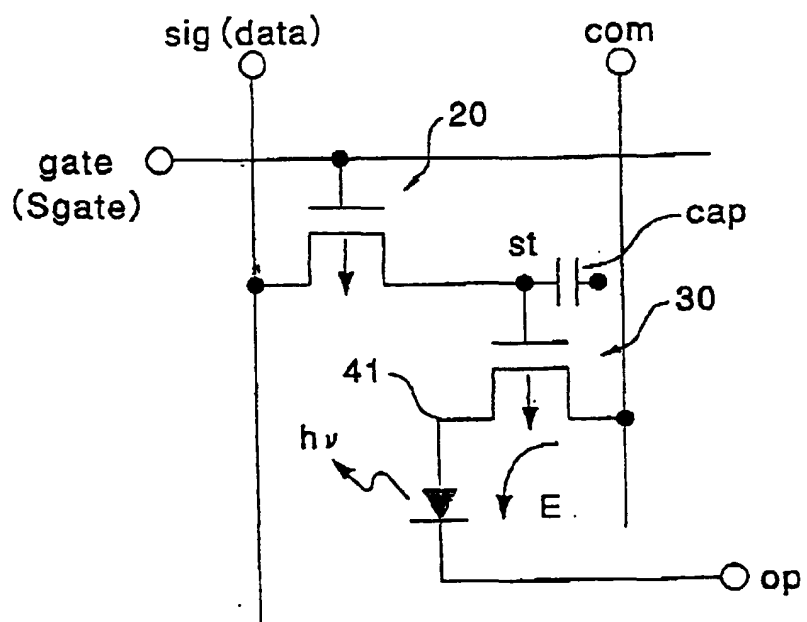 sig (data)
com
20
gate
(Sgate)
cap
st
30
41
hν
E
op